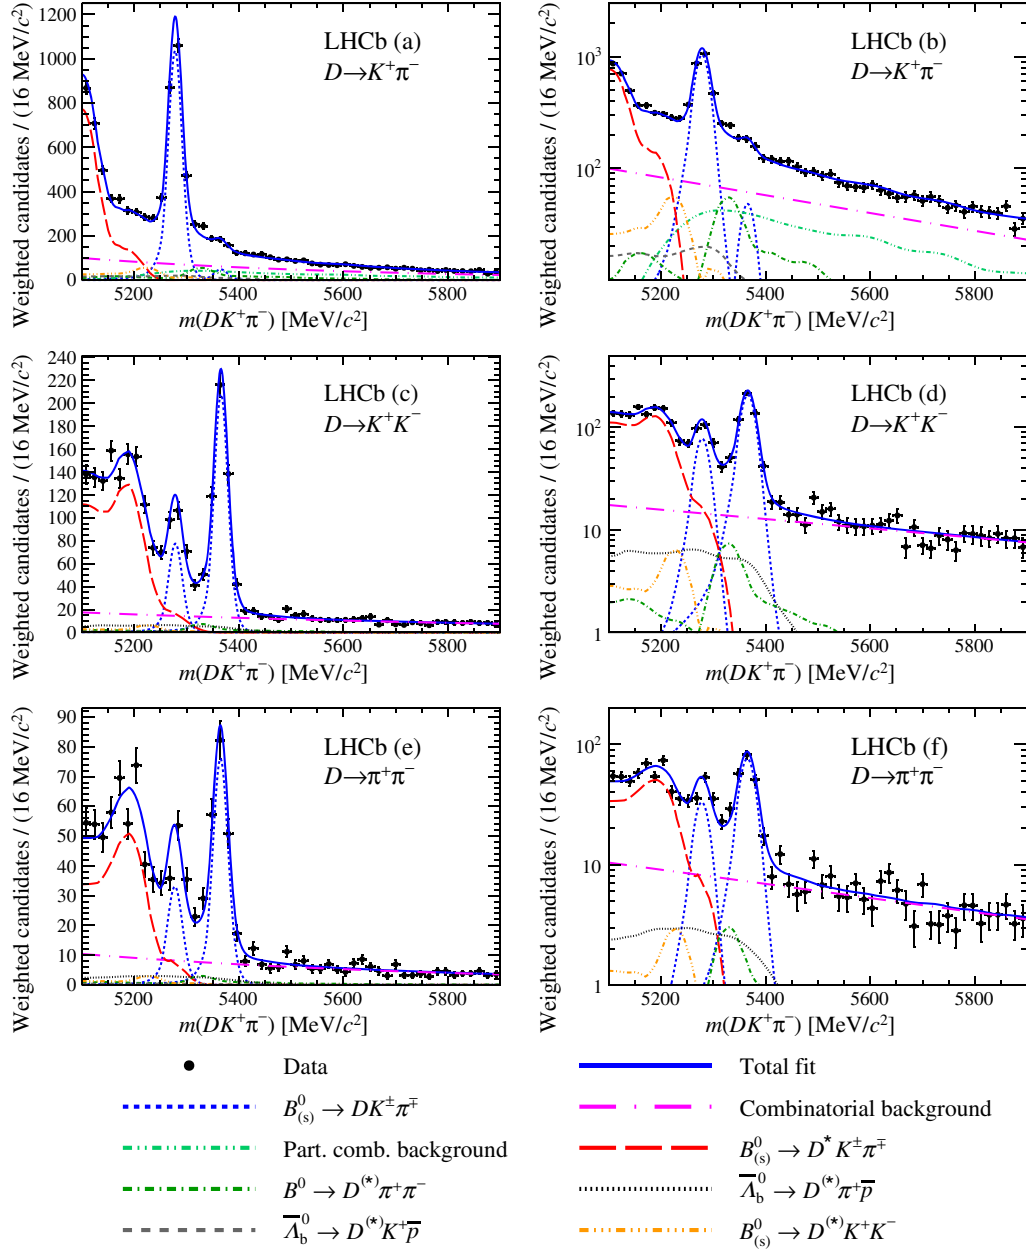 Weighted candidates / (16 MeV/c²)
1200
1000
800
600
400
200
0
LHCb (a)
D→K⁺π⁻
5200 5400 5600 5800
m(DK⁺π⁻) [MeV/c²]
Weighted candidates / (16 MeV/c²)
10³
10²
LHCb (b)
D→K⁺π⁻
5200 5400 5600 5800
m(DK⁺π⁻) [MeV/c²]
Weighted candidates / (16 MeV/c²)
240
220
200
180
160
140
120
100
80
60
40
20
0
LHCb (c)
D→K⁺K⁻
5200 5400 5600 5800
m(DK⁺π⁻) [MeV/c²]
Weighted candidates / (16 MeV/c²)
10²
10
1
LHCb (d)
D→K⁺K⁻
5200 5400 5600 5800
m(DK⁺π⁻) [MeV/c²]
Weighted candidates / (16 MeV/c²)
90
80
70
60
50
40
30
20
10
0
LHCb (e)
D→π⁺π⁻
5200 5400 5600 5800
m(DK⁺π⁻) [MeV/c²]
Weighted candidates / (16 MeV/c²)
10²
10
1
LHCb (f)
D→π⁺π⁻
5200 5400 5600 5800
m(DK⁺π⁻) [MeV/c²]
Data
Total fit
B⁰₍ₛ₎ → DK±π∓
Combinatorial background
Part. comb. background
B⁰₍ₛ₎ → D*K±π∓
B⁰ → D⁽*⁾π⁺π⁻
Λ̅⁰_b → D⁽*⁾π⁺p̅
Λ̅⁰_b → D⁽*⁾K⁺p̅
B⁰₍ₛ₎ → D⁽*⁾K⁺K⁻